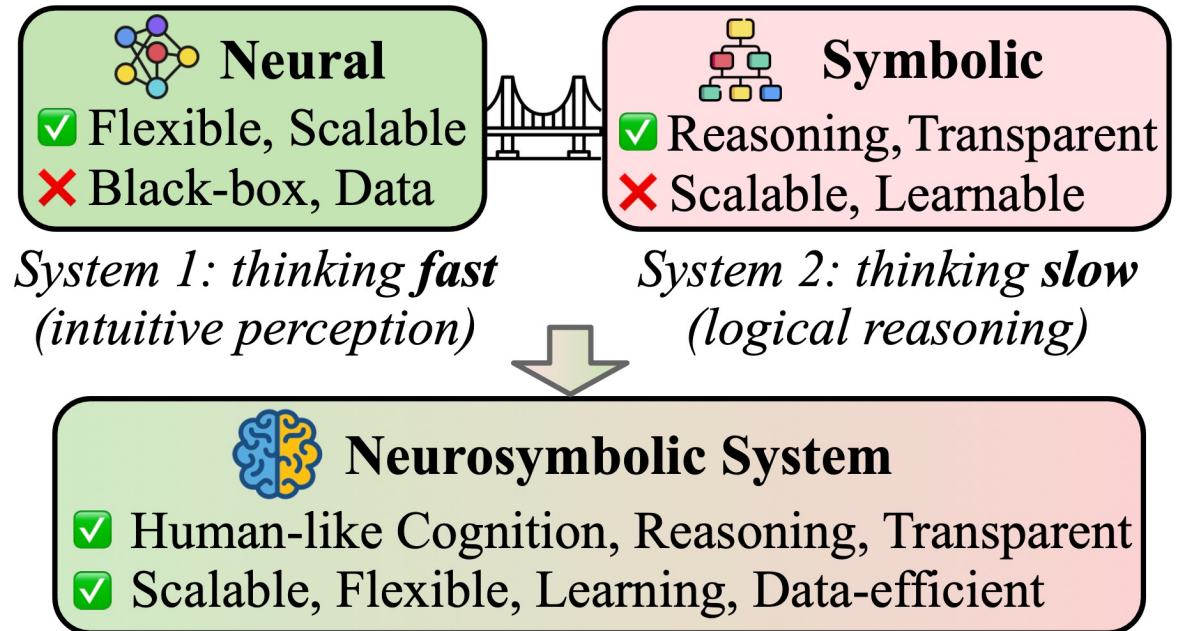 Neural
✅ Flexible, Scalable
❌ Black-box, Data
System 1: thinking fast
(intuitive perception)
Symbolic
✅ Reasoning, Transparent
❌ Scalable, Learnable
System 2: thinking slow
(logical reasoning)
Neurosymbolic System
✅ Human-like Cognition, Reasoning, Transparent
✅ Scalable, Flexible, Learning, Data-efficient